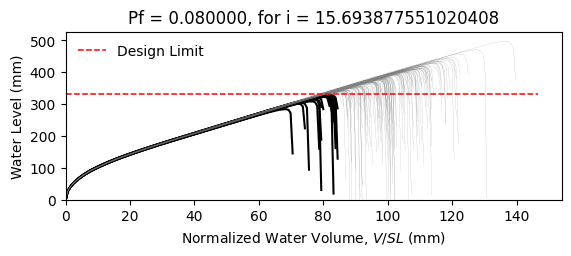 Pf = 0.080000, for i = 15.693877551020408
Design Limit
Water Level (mm)
500
400
300
200
100
0
0 20 40 60 80 100 120 140
Normalized Water Volume, V/SL (mm)